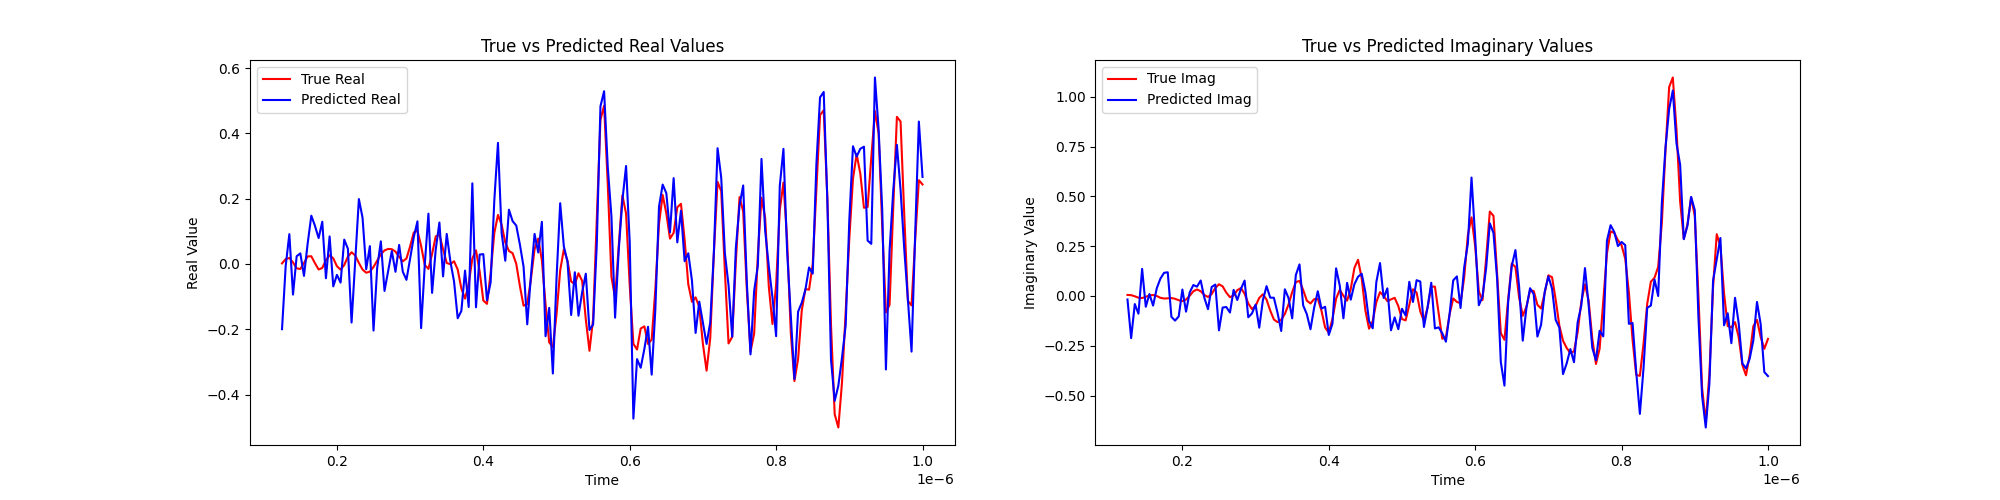 True vs Predicted Real Values
True Real
Predicted Real
Real Value
0.6
0.4
0.2
0.0
−0.2
−0.4
0.2
0.4
0.6
0.8
1.0
1e−6
Time
True vs Predicted Imaginary Values
True Imag
Predicted Imag
Imaginary Value
1.00
0.75
0.50
0.25
0.00
−0.25
−0.50
0.2
0.4
0.6
0.8
1.0
1e−6
Time